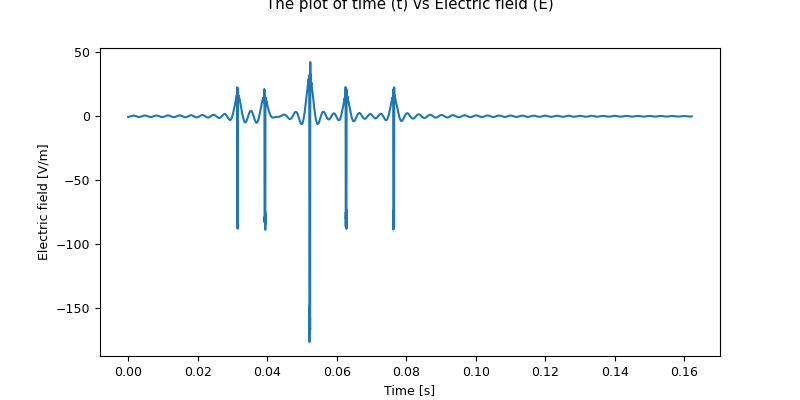 The plot of time (t) vs Electric field (E)
50
0
−50
−100
−150
Electric field [V/m]
0.00 0.02 0.04 0.06 0.08 0.10 0.12 0.14 0.16
Time [s]